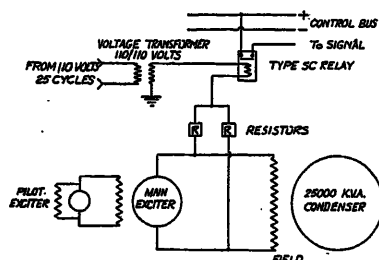 +
CONTROL BUS
VOLTAGE TRANSFORMER
110/110 VOLTS
To SIGNAL
FROM 110 VOLTS
25 CYCLES
TYPE SC RELAY
R
R
RESISTORS
PILOT
EXCITER
MAIN
EXCITER
25000 KVA.
CONDENSER
FIELD